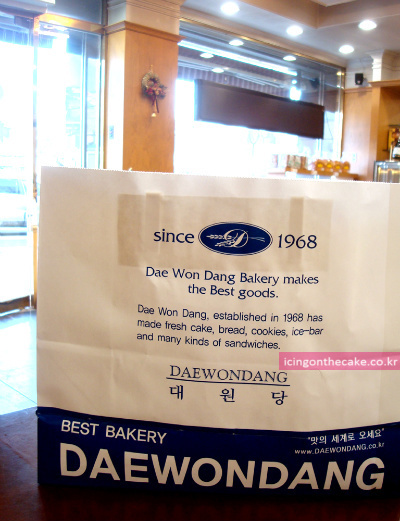 since 1968
Dae Won Dang Bakery makes
the Best goods.
Dae Won Dang, established in 1968 has
made fresh cake, bread, cookies, ice-bar
and many kinds of sandwiches.
icingonthecake.co.kr
DAEWONDANG
대 원 당
BEST BAKERY
"맛의 세계로 오세요"
www.DAEWONDANG.co.kr
DAEWONDANG